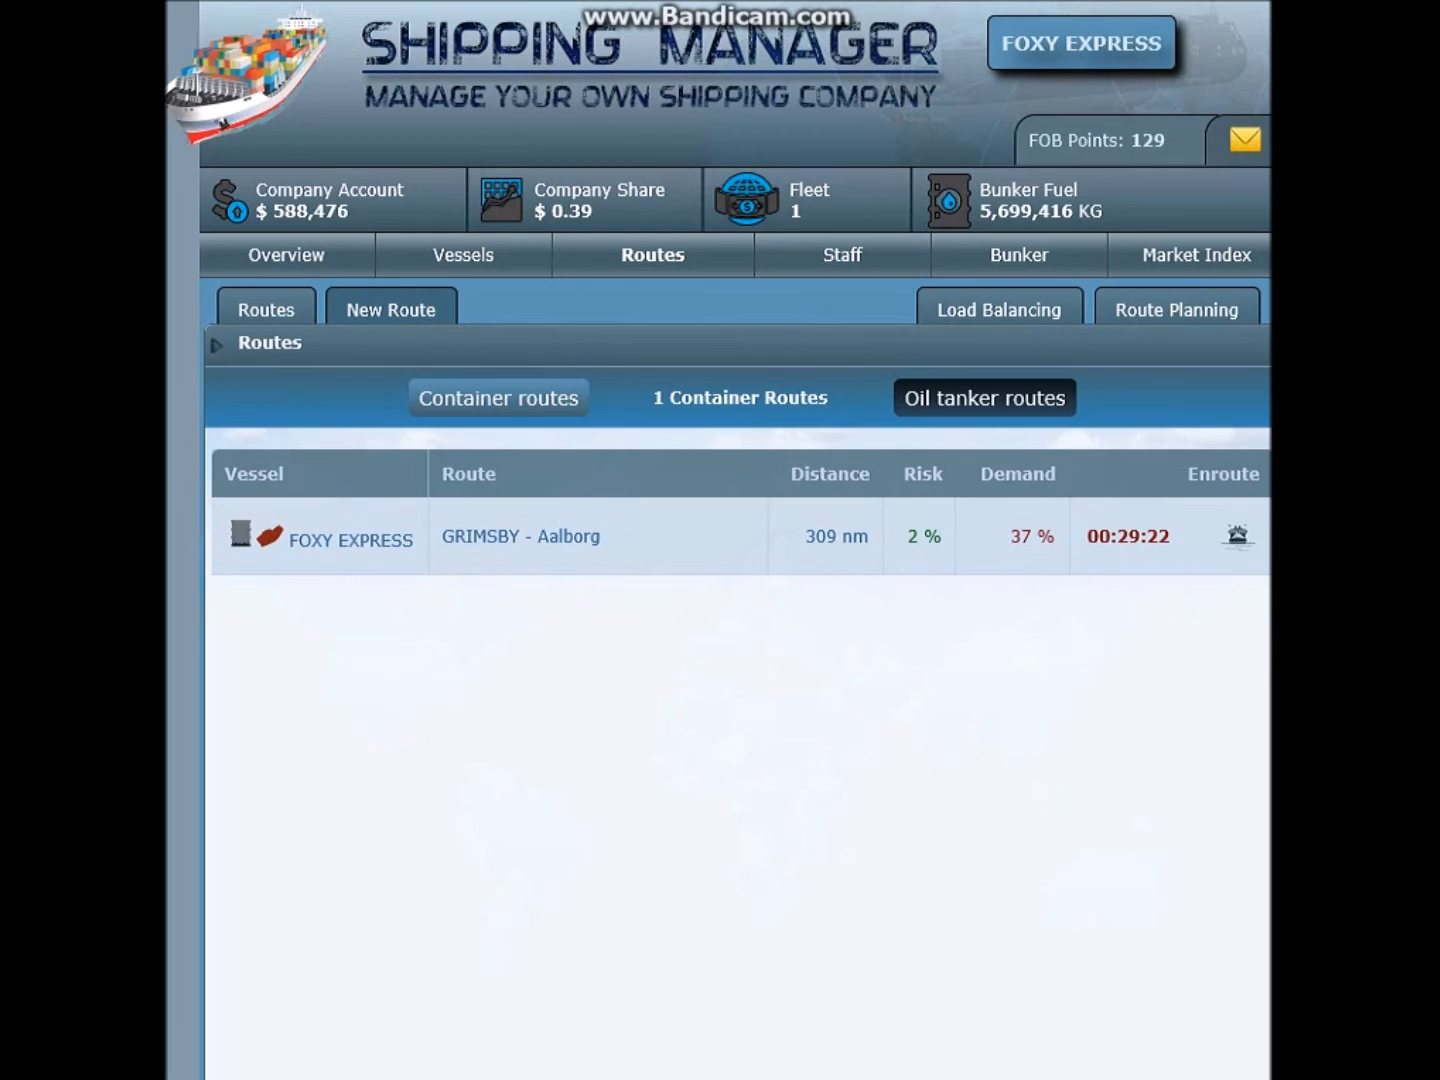 www.Bandicam.com
SHIPPING MANAGER
MANAGE YOUR OWN SHIPPING COMPANY
FOXY EXPRESS
FOB Points: 129
Company Account
$ 588,476
Company Share
$ 0.39
Fleet
1
Bunker Fuel
5,699,416 KG
Overview Vessels Routes Staff Bunker Market Index
Routes New Route Load Balancing Route Planning
Routes
Container routes 1 Container Routes Oil tanker routes
Vessel Route Distance Risk Demand Enroute
FOXY EXPRESS GRIMSBY - Aalborg 309 nm 2 % 37 % 00:29:22